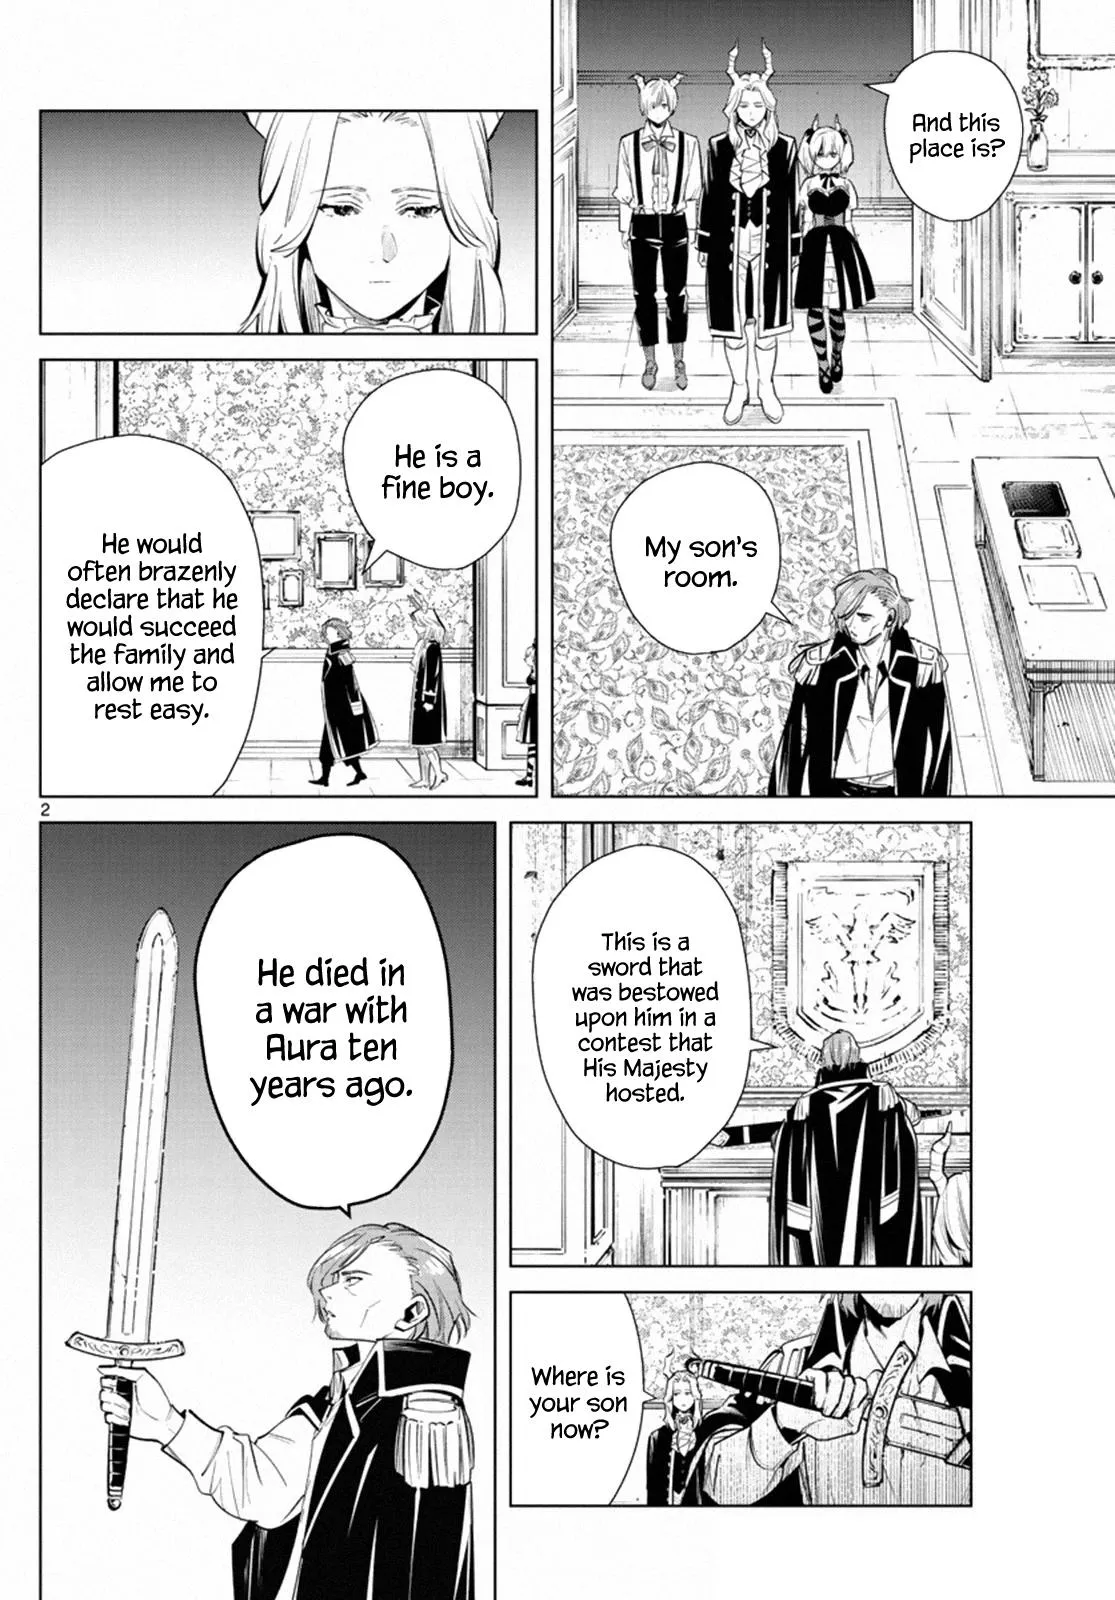 And this
place is?
My son's
room.
He is a
fine boy.
He would
often brazenly
declare that he
would succeed
the family and
allow me to
rest easy.
2
This is a
sword that
was bestowed
upon him in a
contest that
His Majesty
hosted.
Where is
your son
now?
He died in
a war with
Aura ten
years ago.